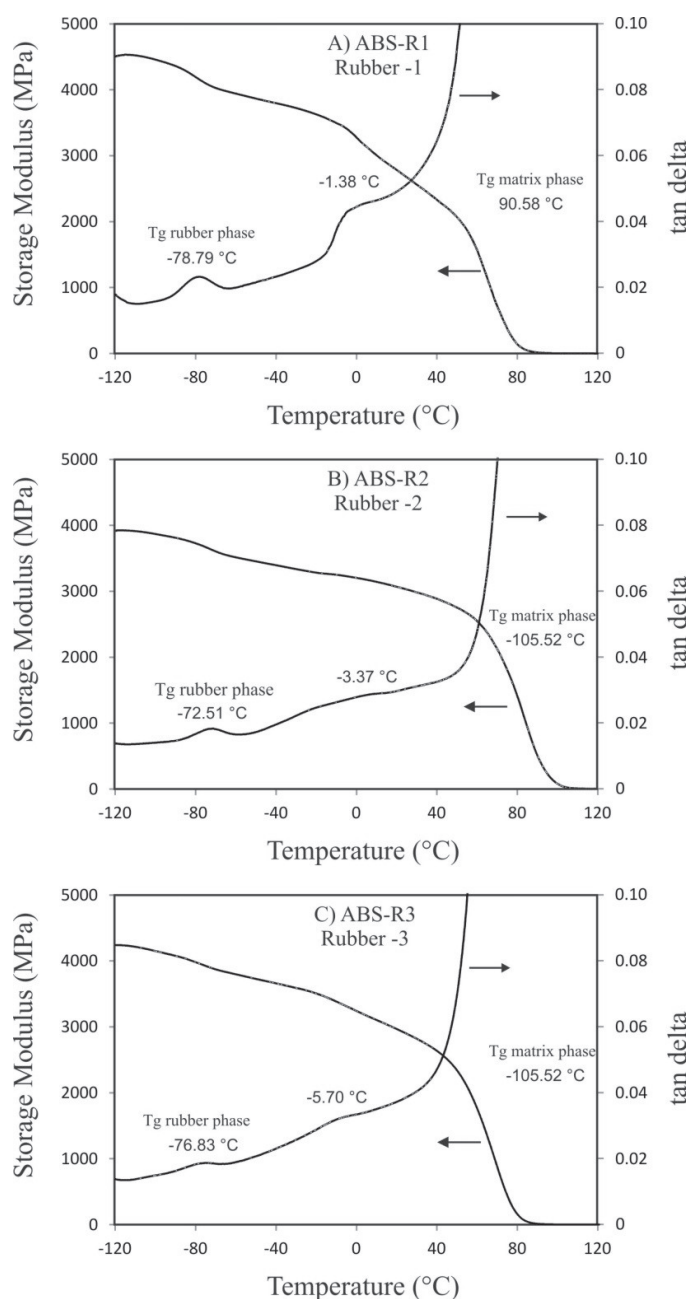 A) ABS-R1
Rubber -1
Storage Modulus (MPa)
5000
4000
3000
2000
1000
0
tan delta
0.10
0.08
0.06
0.04
0.02
0
-1.38 °C
Tg matrix phase
90.58 °C
Tg rubber phase
-78.79 °C
-120
-80
-40
0
40
80
120
Temperature (°C)
B) ABS-R2
Rubber -2
Storage Modulus (MPa)
5000
4000
3000
2000
1000
0
tan delta
0.10
0.08
0.06
0.04
0.02
0
Tg matrix phase
-105.52 °C
-3.37 °C
Tg rubber phase
-72.51 °C
-120
-80
-40
0
40
80
120
Temperature (°C)
C) ABS-R3
Rubber -3
Storage Modulus (MPa)
5000
4000
3000
2000
1000
0
tan delta
0.10
0.08
0.06
0.04
0.02
0
Tg matrix phase
-105.52 °C
-5.70 °C
Tg rubber phase
-76.83 °C
-120
-80
-40
0
40
80
120
Temperature (°C)